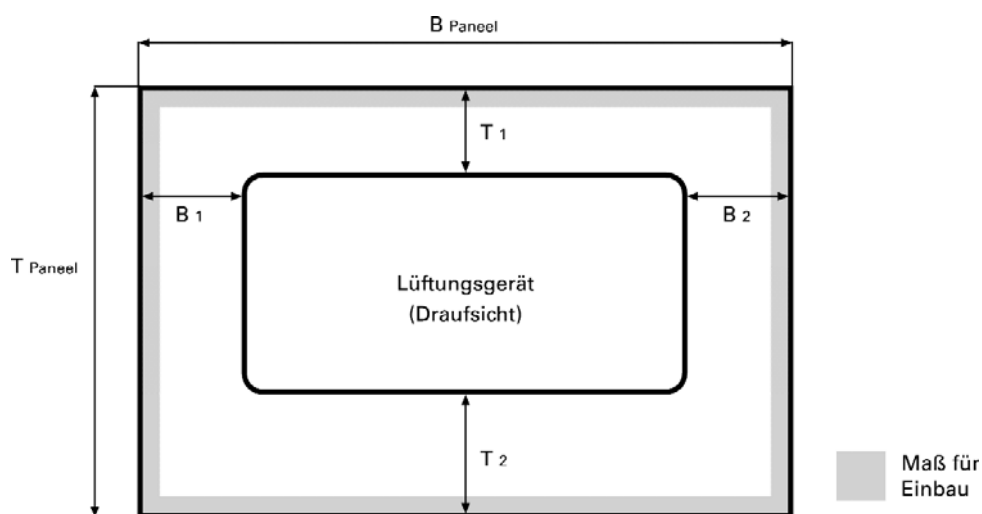 B Paneel
T 1
B 1
B 2
T Paneel
Lüftungsgerät
(Draufsicht)
T 2
Maß für
Einbau